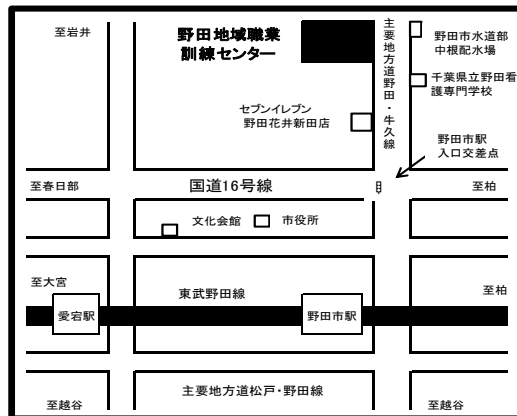 至岩井
野田地域職業
訓練センター
主要地方道野田・牛久線
野田市水道部
中根配水場
千葉県立野田看
護専門学校
セブンイレブン
野田花井新田店
野田市駅
入口交差点
至春日部
国道16号線
至柏
文化会館
市役所
至大宮
東武野田線
至柏
愛宕駅
野田市駅
主要地方道松戸・野田線
至越谷
至越谷